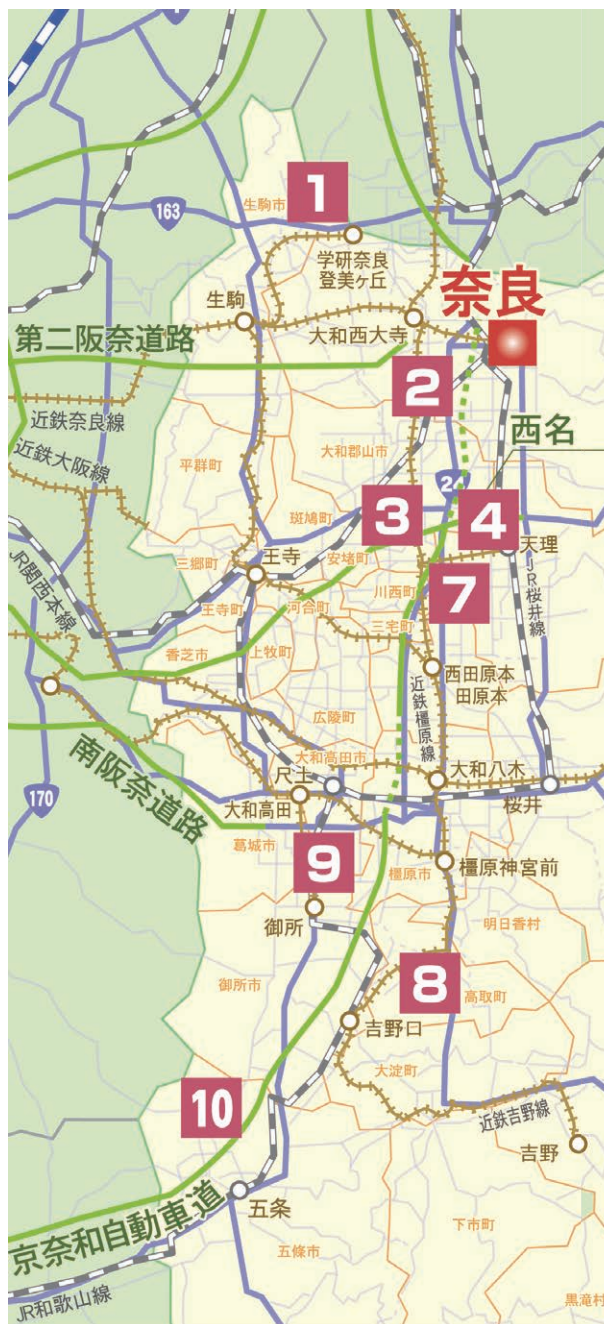 163
生駒市
1
学研奈良
登美ヶ丘
生駒
奈良
大和西大寺
第二阪奈道路
2
近鉄奈良線
西名
近鉄大阪線
平群町
大和郡山市
24
斑鳩町
3
4
三郷町
王寺
安堵町
天理
JR関西本線
川西町
7
JR桜井線
王寺町
河合町
三宅町
香芝市
上牧町
西田原本
田原本
近鉄橿原線
広陵町
南阪奈道路
大和高田市
尺土
大和八木
170
大和高田
桜井
葛城市
9
橿原市
橿原神宮前
御所
明日香村
8
御所市
高取町
吉野口
大淀町
10
近鉄吉野線
吉野
京奈和自動車道
五条
下市町
五條市
JR和歌山線
黒滝村